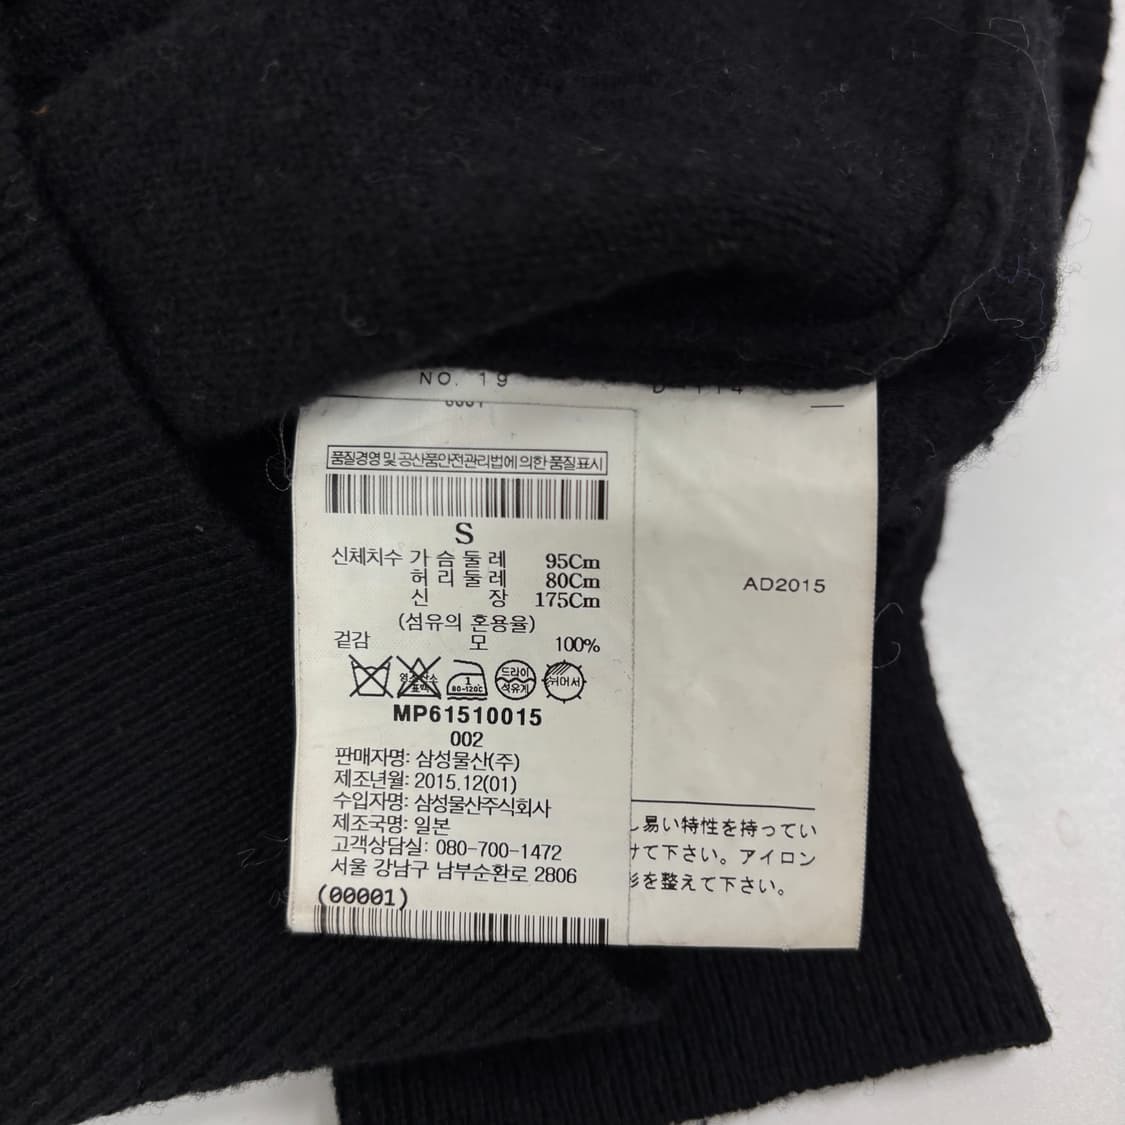 NO. 19
0001
품질경영 및 공산품안전관리법에 의한 품질표시
S
신체치수 가 슴 둘 레 95Cm
허 리 둘 레 80Cm
신 장 175Cm
(섬유의 혼용율)
겉감 모 100%
1
80-120℃
드라이
석유계
뉘어서
MP61510015
002
판매자명: 삼성물산(주)
제조년월: 2015.12(01)
수입자명: 삼성물산주식회사
제조국명: 일본
고객상담실: 080-700-1472
서울 강남구 남부순환로 2806
(00001)
AD2015
し易い特性を持ってい
けて下さい。アイロン
形を整えて下さい。